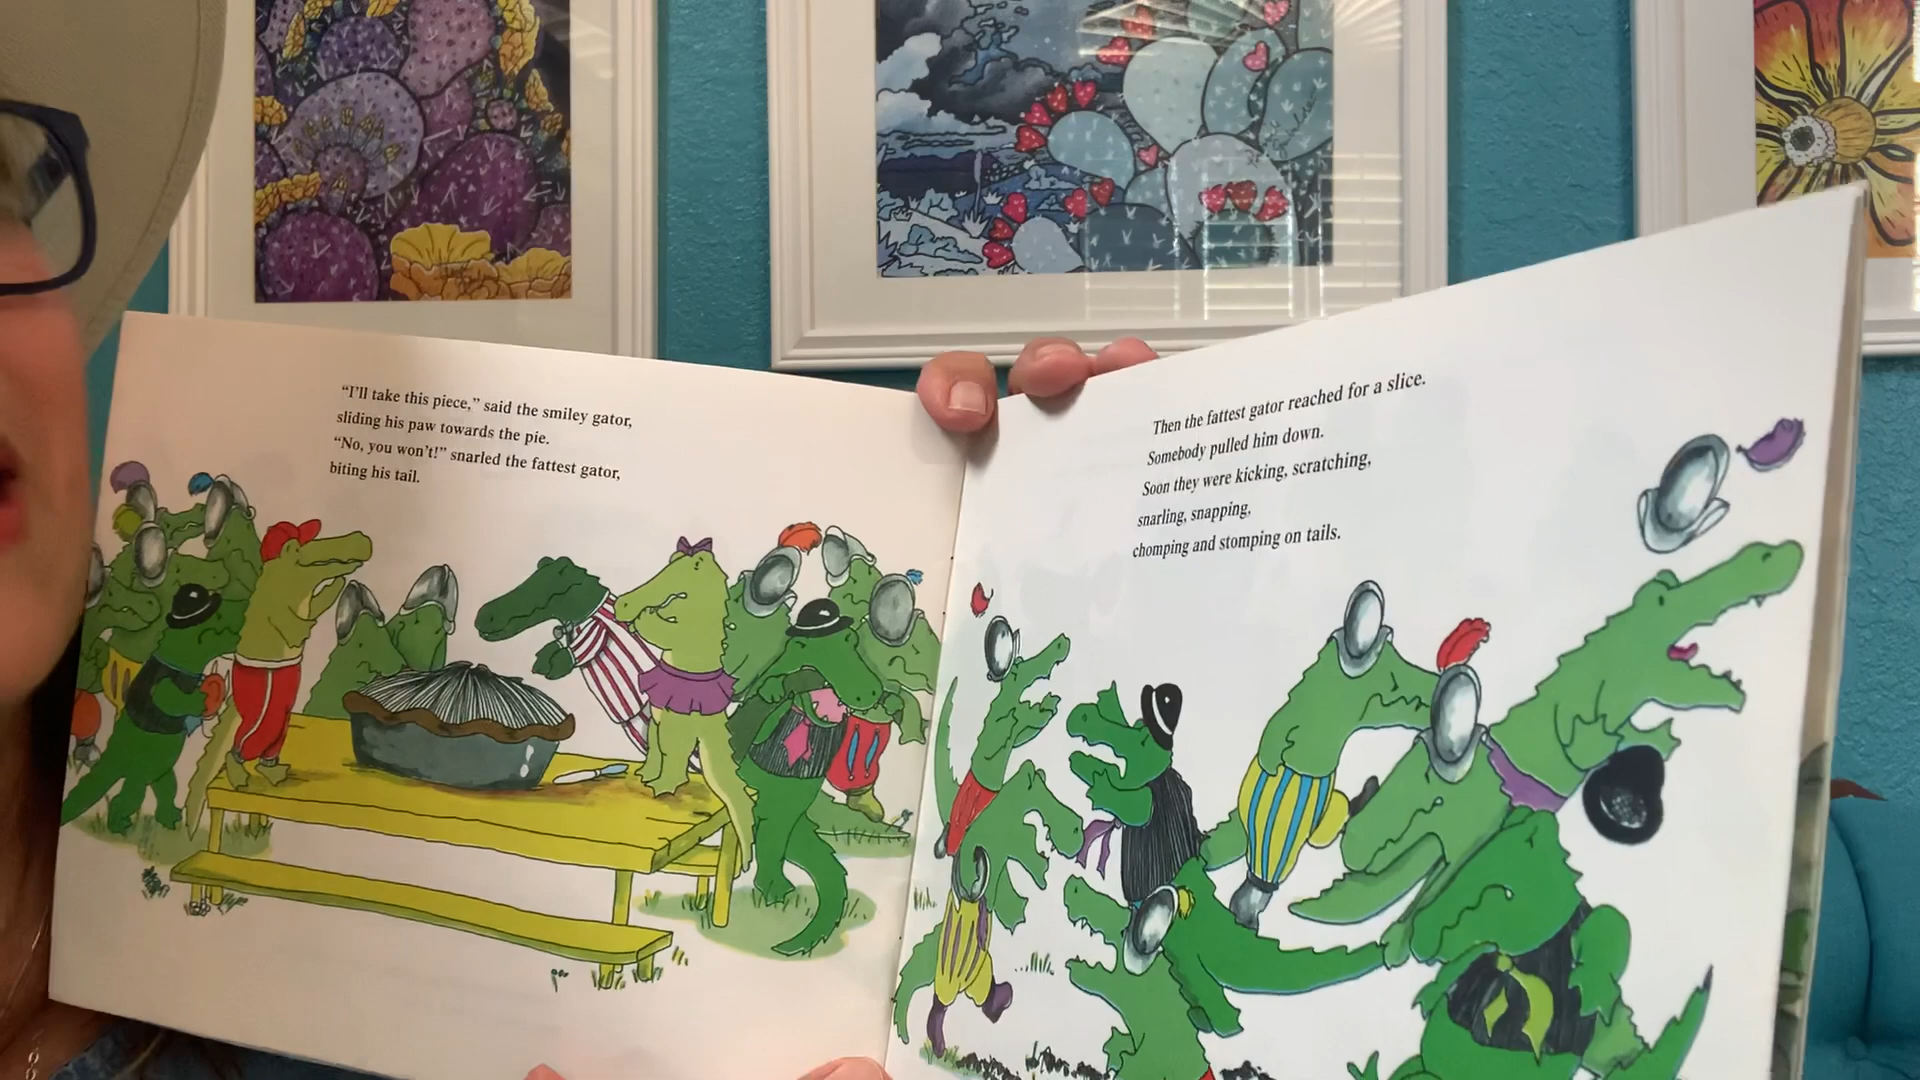 “I’ll take this piece,” said the smiley gator,
sliding his paw towards the pie.
“No, you won’t!” snarled the fattest gator,
biting his tail.
Then the fattest gator reached for a slice.
Somebody pulled him down.
Soon they were kicking, scratching,
snarling, snapping,
chomping and stomping on tails.